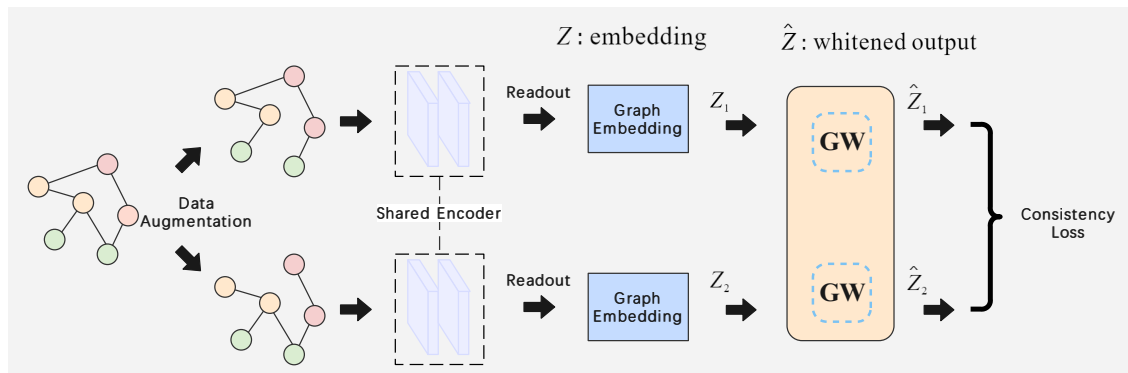 Z : embedding
Ẑ : whitened output
Readout
Graph
Embedding
Z₁
GW
Ẑ₁
Data
Augmentation
Shared Encoder
Consistency
Loss
Readout
Graph
Embedding
Z₂
GW
Ẑ₂